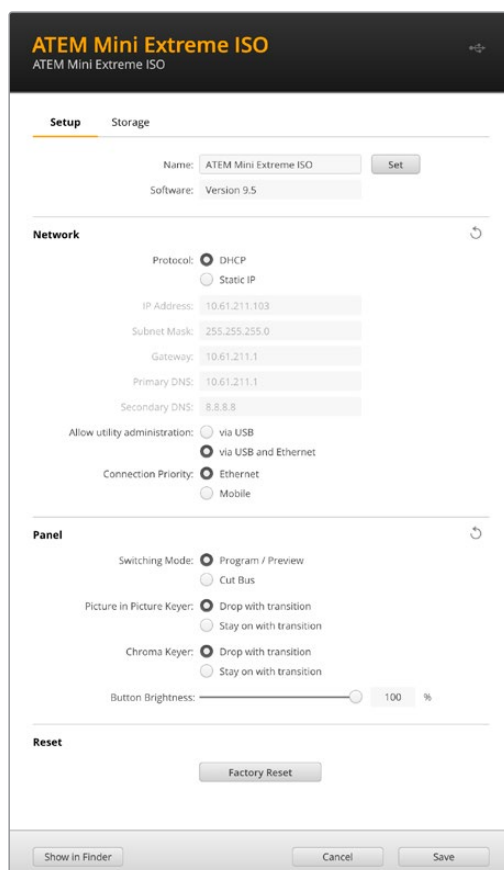 ATEM Mini Extreme ISO
ATEM Mini Extreme ISO
Setup Storage
Name: ATEM Mini Extreme ISO Set
Software: Version 9.5
Network
Protocol: DHCP
Static IP
IP Address: 10.61.211.103
Subnet Mask: 255.255.255.0
Gateway: 10.61.211.1
Primary DNS: 10.61.211.1
Secondary DNS: 8.8.8.8
Allow utility administration: via USB
via USB and Ethernet
Connection Priority: Ethernet
Mobile
Panel
Switching Mode: Program / Preview
Cut Bus
Picture in Picture Keyer: Drop with transition
Stay on with transition
Chroma Keyer: Drop with transition
Stay on with transition
Button Brightness: 100 %
Reset
Factory Reset
Show in Finder Cancel Save